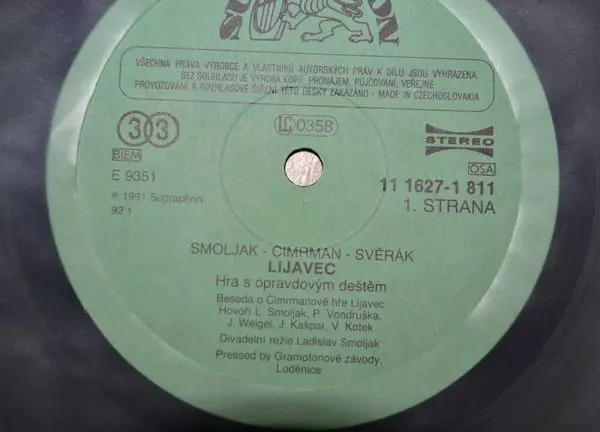 SUPRAPHON
VŠECHNA PRÁVA VÝROBCE A VLASTNÍKŮ AUTORSKÝCH PRÁV K DÍLU JSOU VYHRAZENA.
BEZ SOUHLASU JE VÝROBA KOPIÍ, PRONÁJEM, PŮJČOVÁNÍ, VEŘEJNÉ
PROVOZOVÁNÍ A ROZHLASOVÉ ŠÍŘENÍ TÉTO DESKY ZAKÁZÁNO - MADE IN CZECHOSLOVAKIA
33
LC 0358
STEREO
BIEM
OSA
E 9351
11 1627-1 811
℗ 1991 Supraphon
1. STRANA
92 1
SMOLJAK - CIMRMAN - SVĚRÁK
LIJAVEC
Hra s opravdovým deštěm
Beseda o Cimrmanově hře Lijavec
Hovoří L. Smoljak, P. Vondruška,
J. Weigel, J. Kašpar, V. Kotek
Divadelní režie Ladislav Smoljak
Pressed by Gramofonové závody,
Loděnice